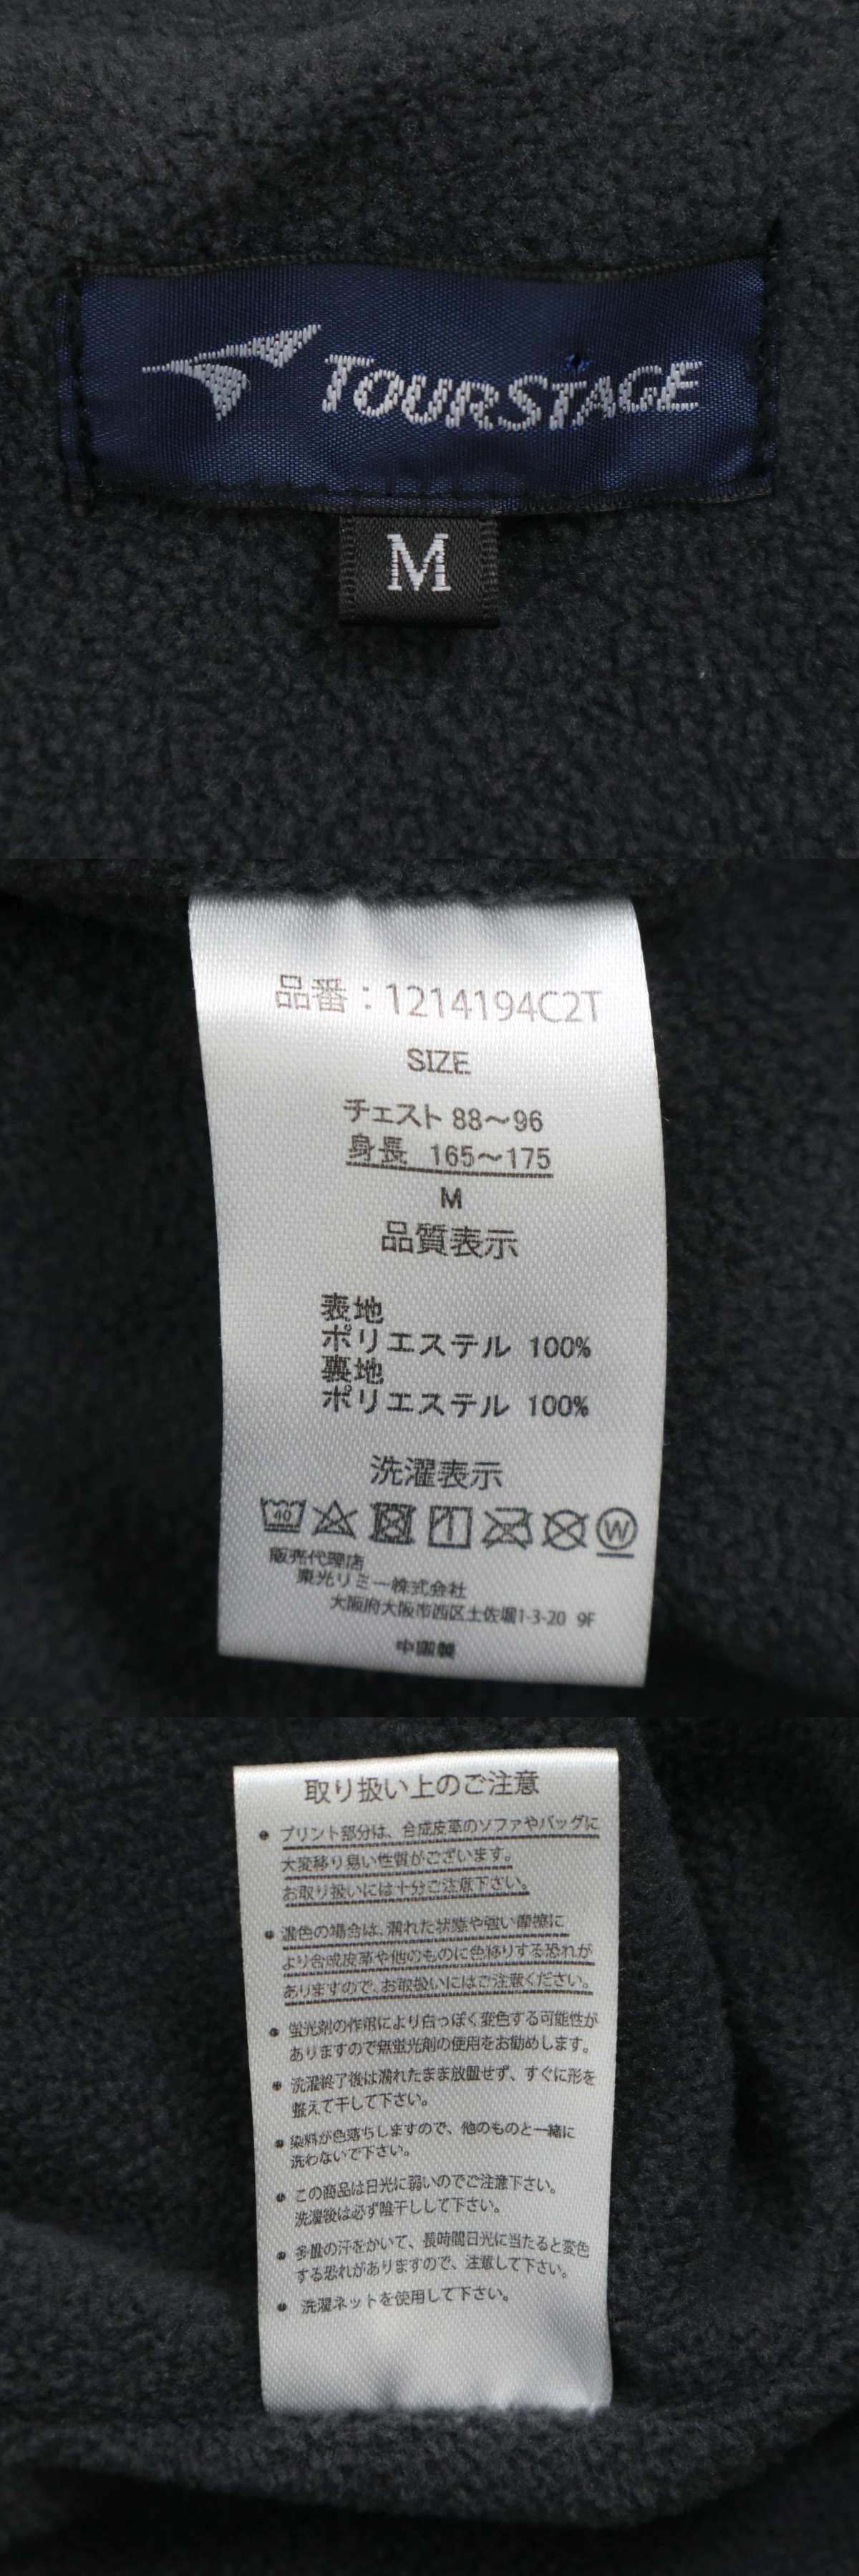 TOURSTAGE
M
品番：1214194C2T
SIZE
チェスト 88〜96
身長 165〜175
M
品質表示
表地
ポリエステル 100%
裏地
ポリエステル 100%
洗濯表示
40
W
販売代理店
東光リミー株式会社
大阪府大阪市西区土佐堀1-3-20 9F
中国製
取り扱い上のご注意
● プリント部分は、合成皮革のソファやバッグに
大変移り易い性質がございます。
お取り扱いには十分ご注意下さい。
● 濃色の場合は、濡れた状態や強い摩擦に
より合成皮革や他のものに色移りする恐れが
ありますので、お取扱いにはご注意ください。
● 蛍光剤の作用により白っぽく変色する可能性が
ありますので無蛍光剤の使用をお勧めします。
● 洗濯終了後は濡れたまま放置せず、すぐに形を
整えて干して下さい。
● 染料が色落ちしますので、他のものと一緒に
洗わないで下さい。
● この商品は日光に弱いのでご注意下さい。
洗濯後は必ず陰干しして下さい。
● 多量の汗をかいて、長時間日光に当たると変色
する恐れがありますので、注意して下さい。
● 洗濯ネットを使用して下さい。